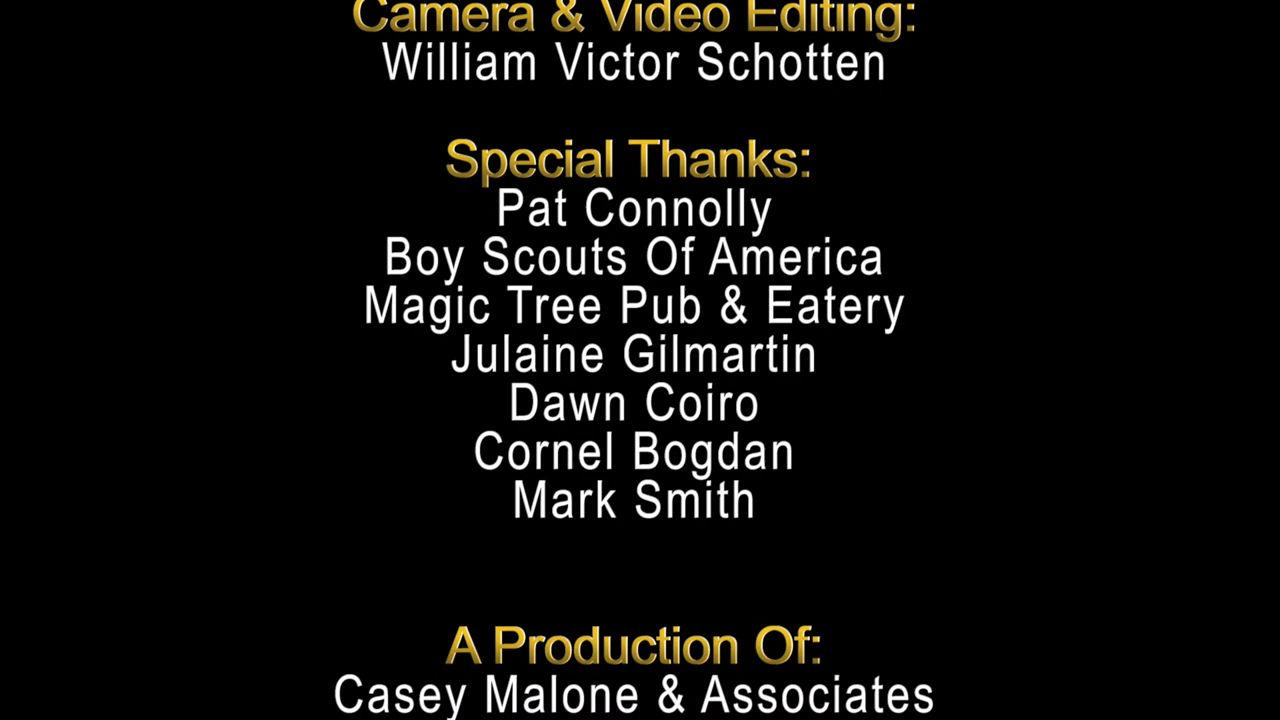 Camera & Video Editing:
William Victor Schotten
Special Thanks:
Pat Connolly
Boy Scouts Of America
Magic Tree Pub & Eatery
Julaine Gilmartin
Dawn Coiro
Cornel Bogdan
Mark Smith
A Production Of:
Casey Malone & Associates